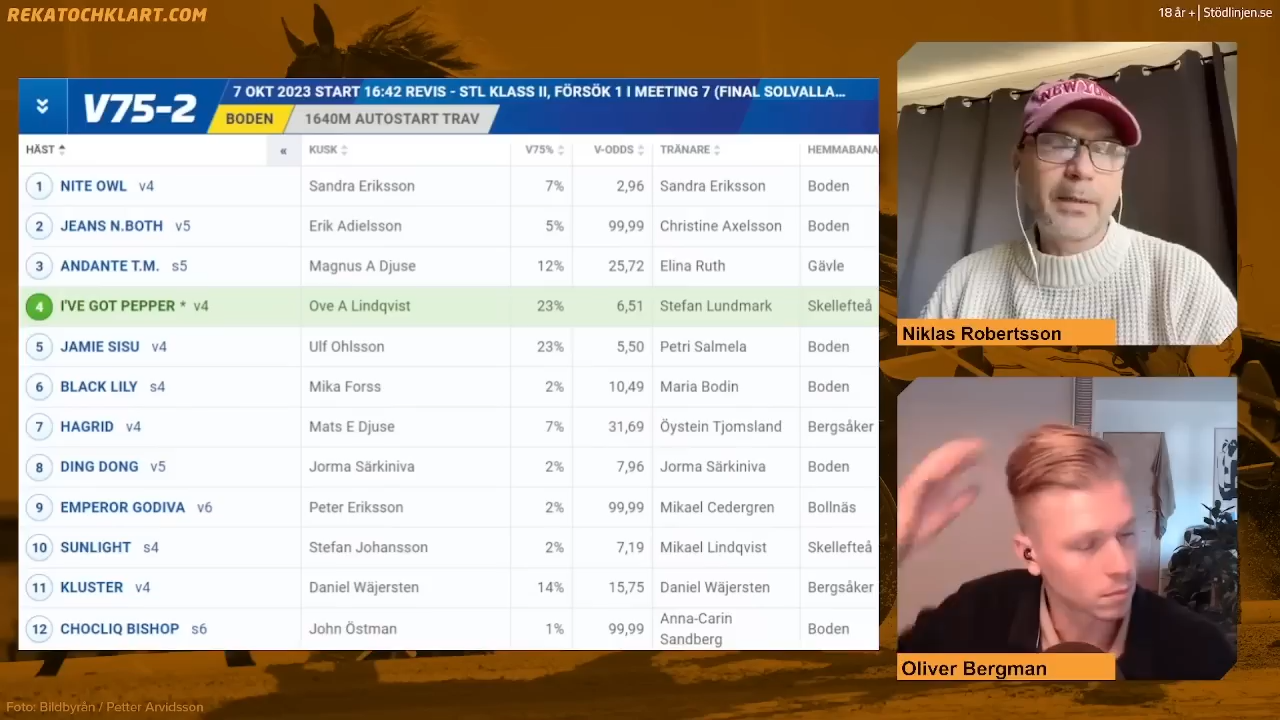 REKATOCHKLART.COM
18 år + | Stödlinjen.se
V75-2
7 OKT 2023 START 16:42 REVIS - STL KLASS II, FÖRSÖK 1 I MEETING 7 (FINAL SOLVALLA...
BODEN 1640M AUTOSTART TRAV
HÄST « KUSK V75% V-ODDS TRÄNARE HEMMABANA
1 NITE OWL v4 Sandra Eriksson 7% 2,96 Sandra Eriksson Boden
2 JEANS N.BOTH v5 Erik Adielsson 5% 99,99 Christine Axelsson Boden
3 ANDANTE T.M. s5 Magnus A Djuse 12% 25,72 Elina Ruth Gävle
4 I'VE GOT PEPPER * v4 Ove A Lindqvist 23% 6,51 Stefan Lundmark Skellefteå
5 JAMIE SISU v4 Ulf Ohlsson 23% 5,50 Petri Salmela Boden
6 BLACK LILY s4 Mika Forss 2% 10,49 Maria Bodin Boden
7 HAGRID v4 Mats E Djuse 7% 31,69 Öystein Tjomsland Bergsåker
8 DING DONG v5 Jorma Särkiniva 2% 7,96 Jorma Särkiniva Boden
9 EMPEROR GODIVA v6 Peter Eriksson 2% 99,99 Mikael Cedergren Bollnäs
10 SUNLIGHT s4 Stefan Johansson 2% 7,19 Mikael Lindqvist Skellefteå
11 KLUSTER v4 Daniel Wäjersten 14% 15,75 Daniel Wäjersten Bergsåker
12 CHOCLIQ BISHOP s6 John Östman 1% 99,99 Anna-Carin Sandberg Boden
NEW YORK
Niklas Robertsson
Oliver Bergman
Foto: Bildbyrån / Petter Arvidsson